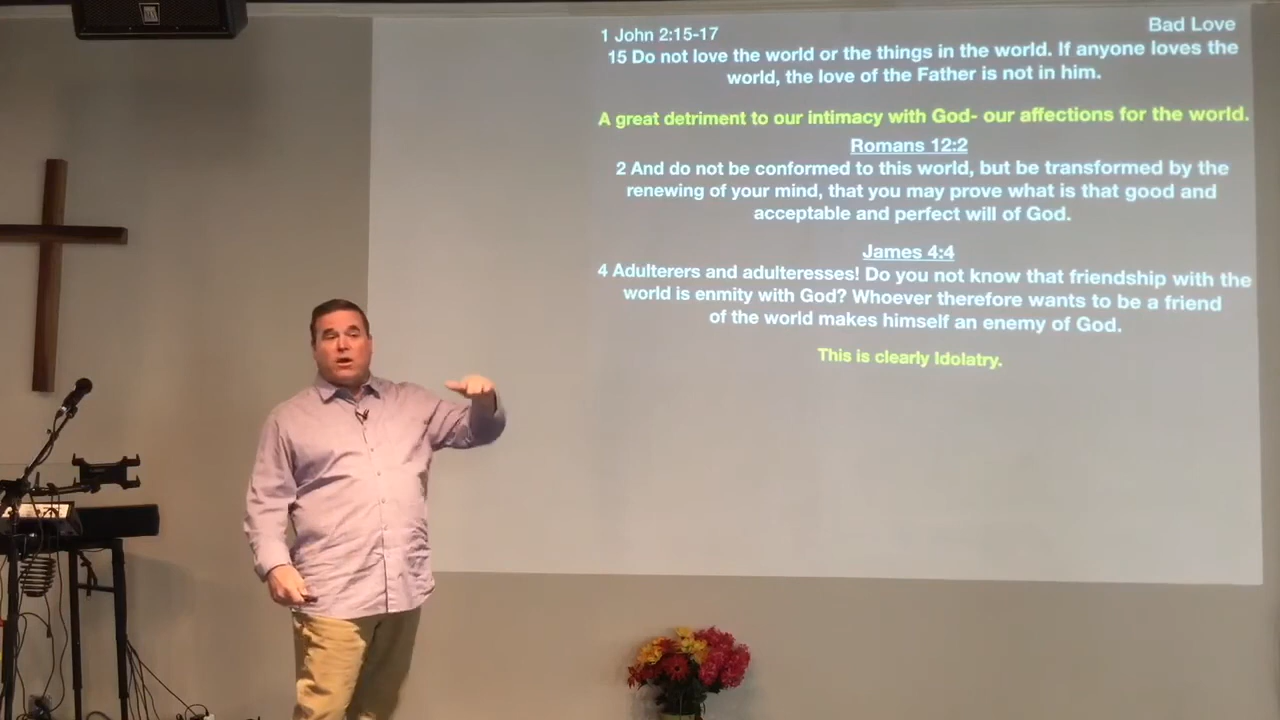 1 John 2:15-17
Bad Love
15 Do not love the world or the things in the world. If anyone loves the
world, the love of the Father is not in him.
A great detriment to our intimacy with God- our affections for the world.
Romans 12:2
2 And do not be conformed to this world, but be transformed by the
renewing of your mind, that you may prove what is that good and
acceptable and perfect will of God.
James 4:4
4 Adulterers and adulteresses! Do you not know that friendship with the
world is enmity with God? Whoever therefore wants to be a friend
of the world makes himself an enemy of God.
This is clearly Idolatry.